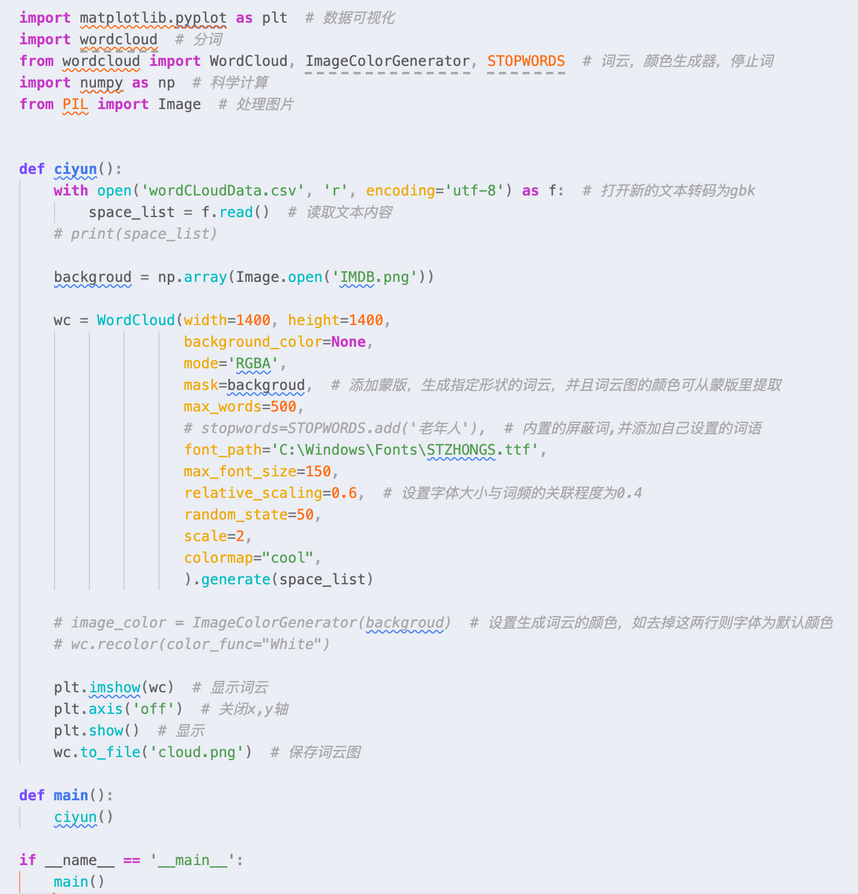 import matplotlib.pyplot as plt  # 数据可视化
import wordcloud  # 分词
from wordcloud import WordCloud, ImageColorGenerator, STOPWORDS  # 词云，颜色生成器，停止词
import numpy as np  # 科学计算
from PIL import Image  # 处理图片
def ciyun():
    with open('wordCLoudData.csv', 'r', encoding='utf-8') as f:  # 打开新的文本转码为gbk
        space_list = f.read()  # 读取文本内容
    # print(space_list)
    backgroud = np.array(Image.open('IMDB.png'))
    wc = WordCloud(width=1400, height=1400,
                   background_color=None,
                   mode='RGBA',
                   mask=backgroud,  # 添加蒙版，生成指定形状的词云，并且词云图的颜色可从蒙版里提取
                   max_words=500,
                   # stopwords=STOPWORDS.add('老年人'),  # 内置的屏蔽词,并添加自己设置的词语
                   font_path='C:\Windows\Fonts\STZHONGS.ttf',
                   max_font_size=150,
                   relative_scaling=0.6,  # 设置字体大小与词频的关联程度为0.4
                   random_state=50,
                   scale=2,
                   colormap="cool",
                   ).generate(space_list)
    # image_color = ImageColorGenerator(backgroud)  # 设置生成词云的颜色，如去掉这两行则字体为默认颜色
    # wc.recolor(color_func="White")
    plt.imshow(wc)  # 显示词云
    plt.axis('off')  # 关闭x,y轴
    plt.show()  # 显示
    wc.to_file('cloud.png')  # 保存词云图
def main():
    ciyun()
if __name__ == '__main__':
    main()